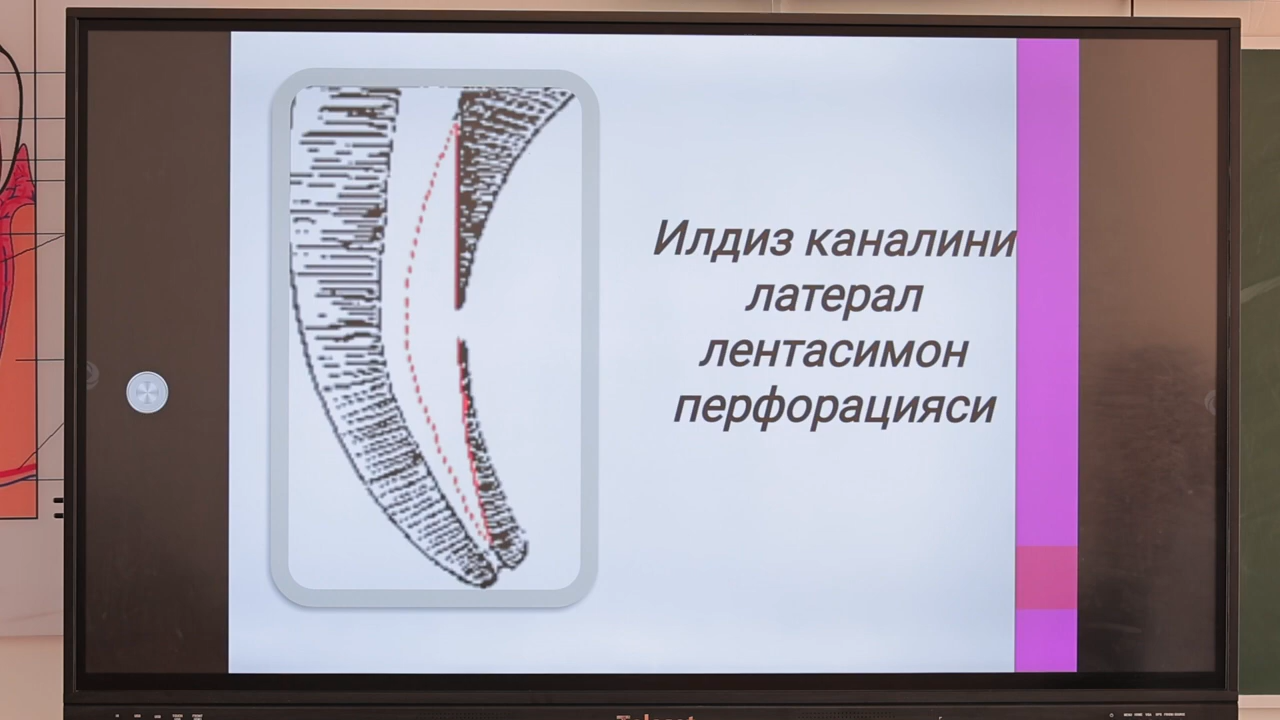 Илдиз каналини
латерал
лентасимон
перфорацияси